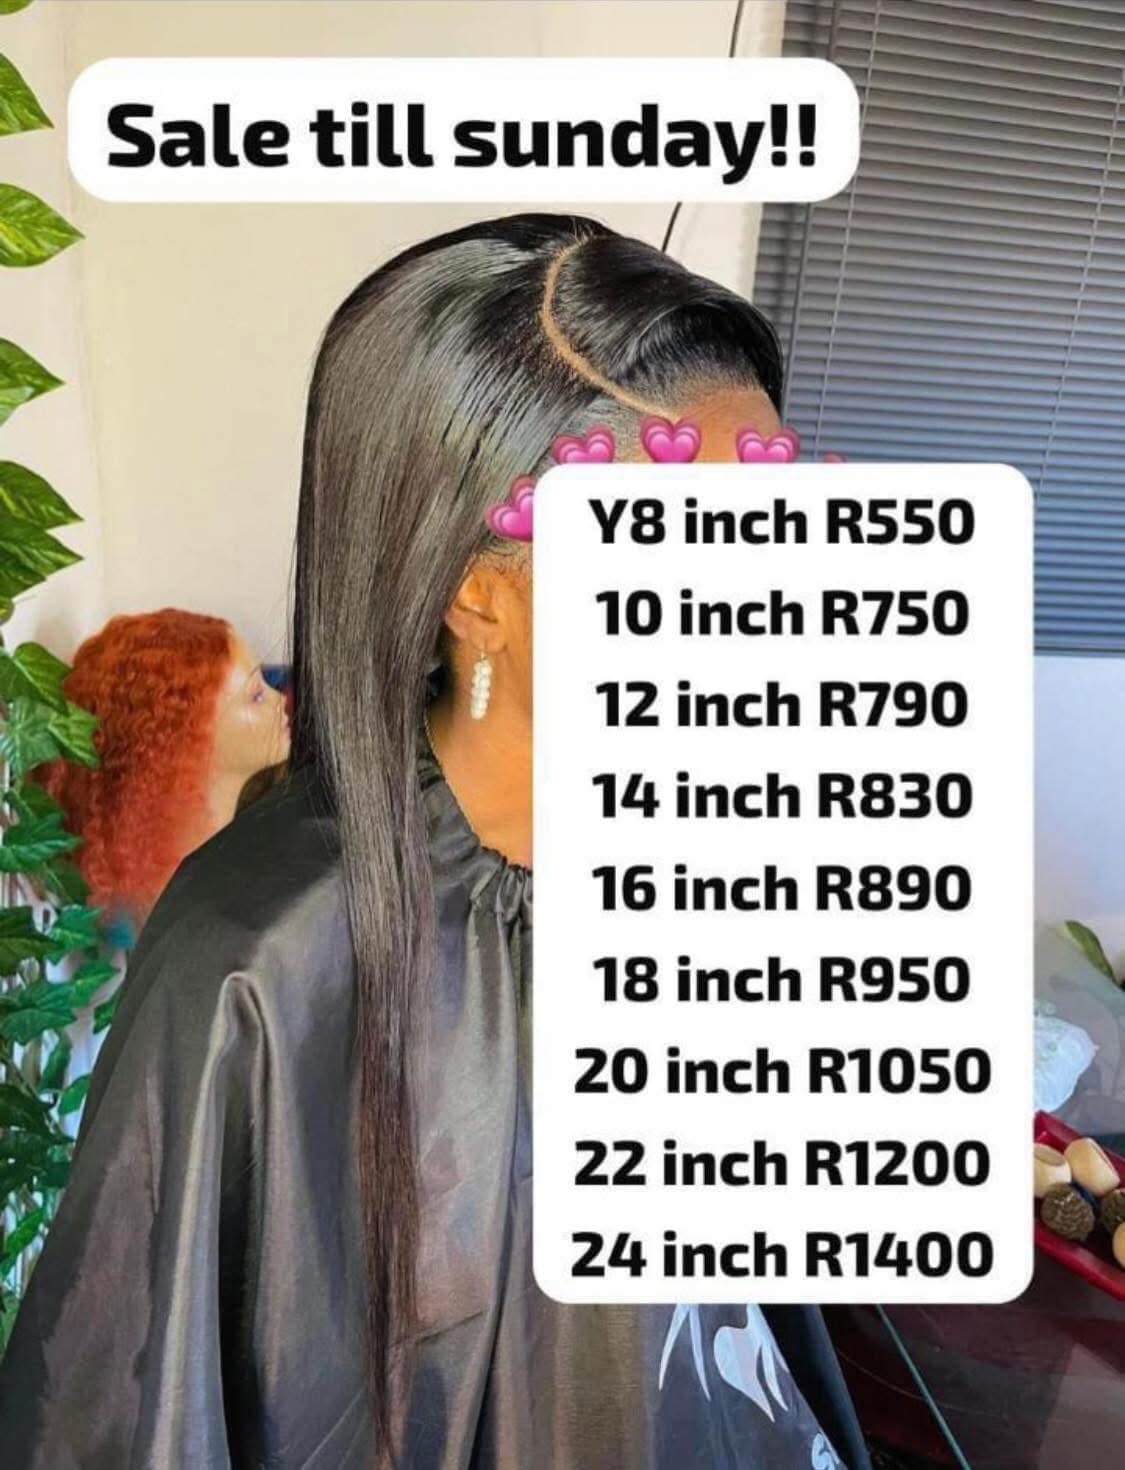 Sale till sunday!!
Y8 inch R550
10 inch R750
12 inch R790
14 inch R830
16 inch R890
18 inch R950
20 inch R1050
22 inch R1200
24 inch R1400